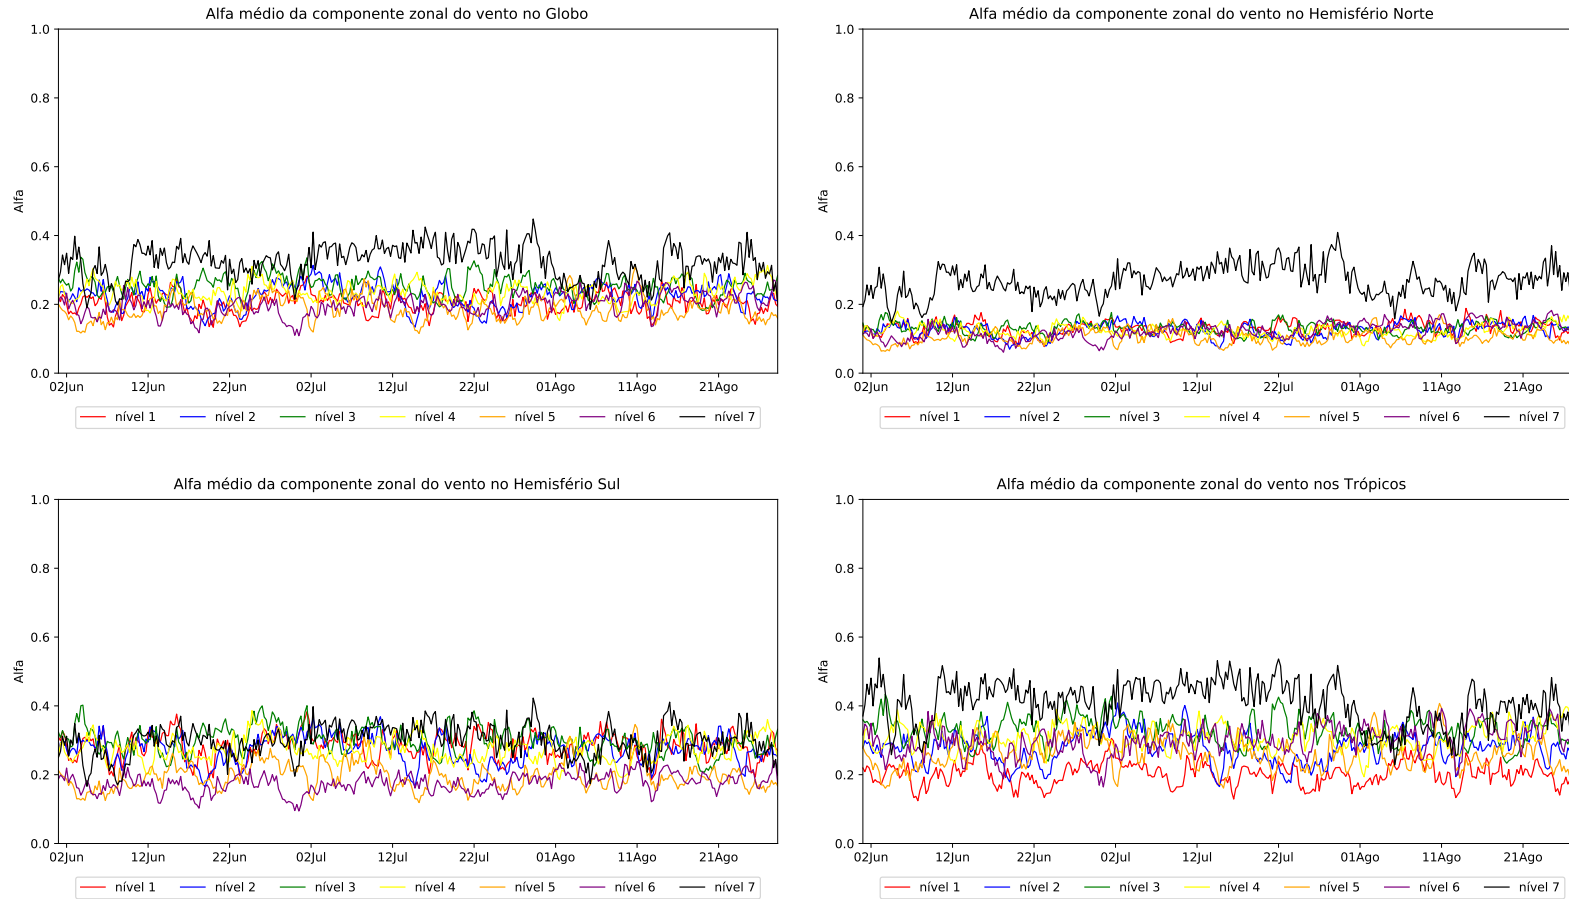 Alfa médio da componente zonal do vento no Globo
1.0
0.8
0.6
0.4
0.2
0.0
Alfa
02Jun 12Jun 22Jun 02Jul 12Jul 22Jul 01Ago 11Ago 21Ago
nível 1 nível 2 nível 3 nível 4 nível 5 nível 6 nível 7
Alfa médio da componente zonal do vento no Hemisfério Norte
1.0
0.8
0.6
0.4
0.2
0.0
Alfa
02Jun 12Jun 22Jun 02Jul 12Jul 22Jul 01Ago 11Ago 21Ago
nível 1 nível 2 nível 3 nível 4 nível 5 nível 6 nível 7
Alfa médio da componente zonal do vento no Hemisfério Sul
1.0
0.8
0.6
0.4
0.2
0.0
Alfa
02Jun 12Jun 22Jun 02Jul 12Jul 22Jul 01Ago 11Ago 21Ago
nível 1 nível 2 nível 3 nível 4 nível 5 nível 6 nível 7
Alfa médio da componente zonal do vento nos Trópicos
1.0
0.8
0.6
0.4
0.2
0.0
Alfa
02Jun 12Jun 22Jun 02Jul 12Jul 22Jul 01Ago 11Ago 21Ago
nível 1 nível 2 nível 3 nível 4 nível 5 nível 6 nível 7